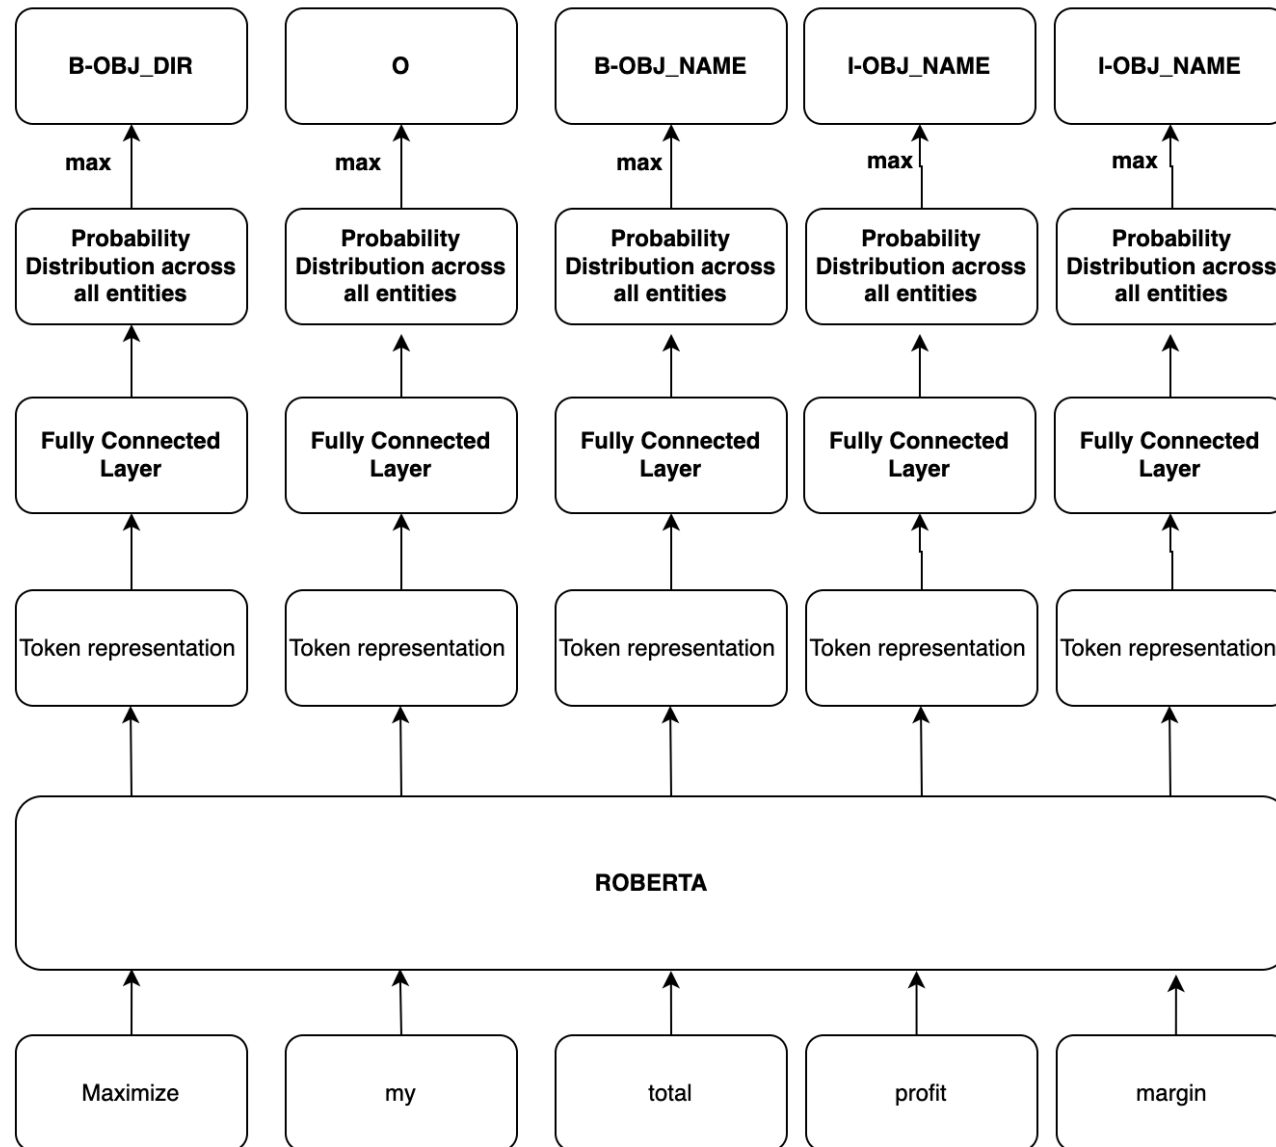 B-OBJ_DIR
O
B-OBJ_NAME
I-OBJ_NAME
I-OBJ_NAME
max
max
max
max
max
Probability
Distribution across
all entities
Probability
Distribution across
all entities
Probability
Distribution across
all entities
Probability
Distribution across
all entities
Probability
Distribution across
all entities
Fully Connected
Layer
Fully Connected
Layer
Fully Connected
Layer
Fully Connected
Layer
Fully Connected
Layer
Token representation
Token representation
Token representation
Token representation
Token representation
ROBERTA
Maximize
my
total
profit
margin